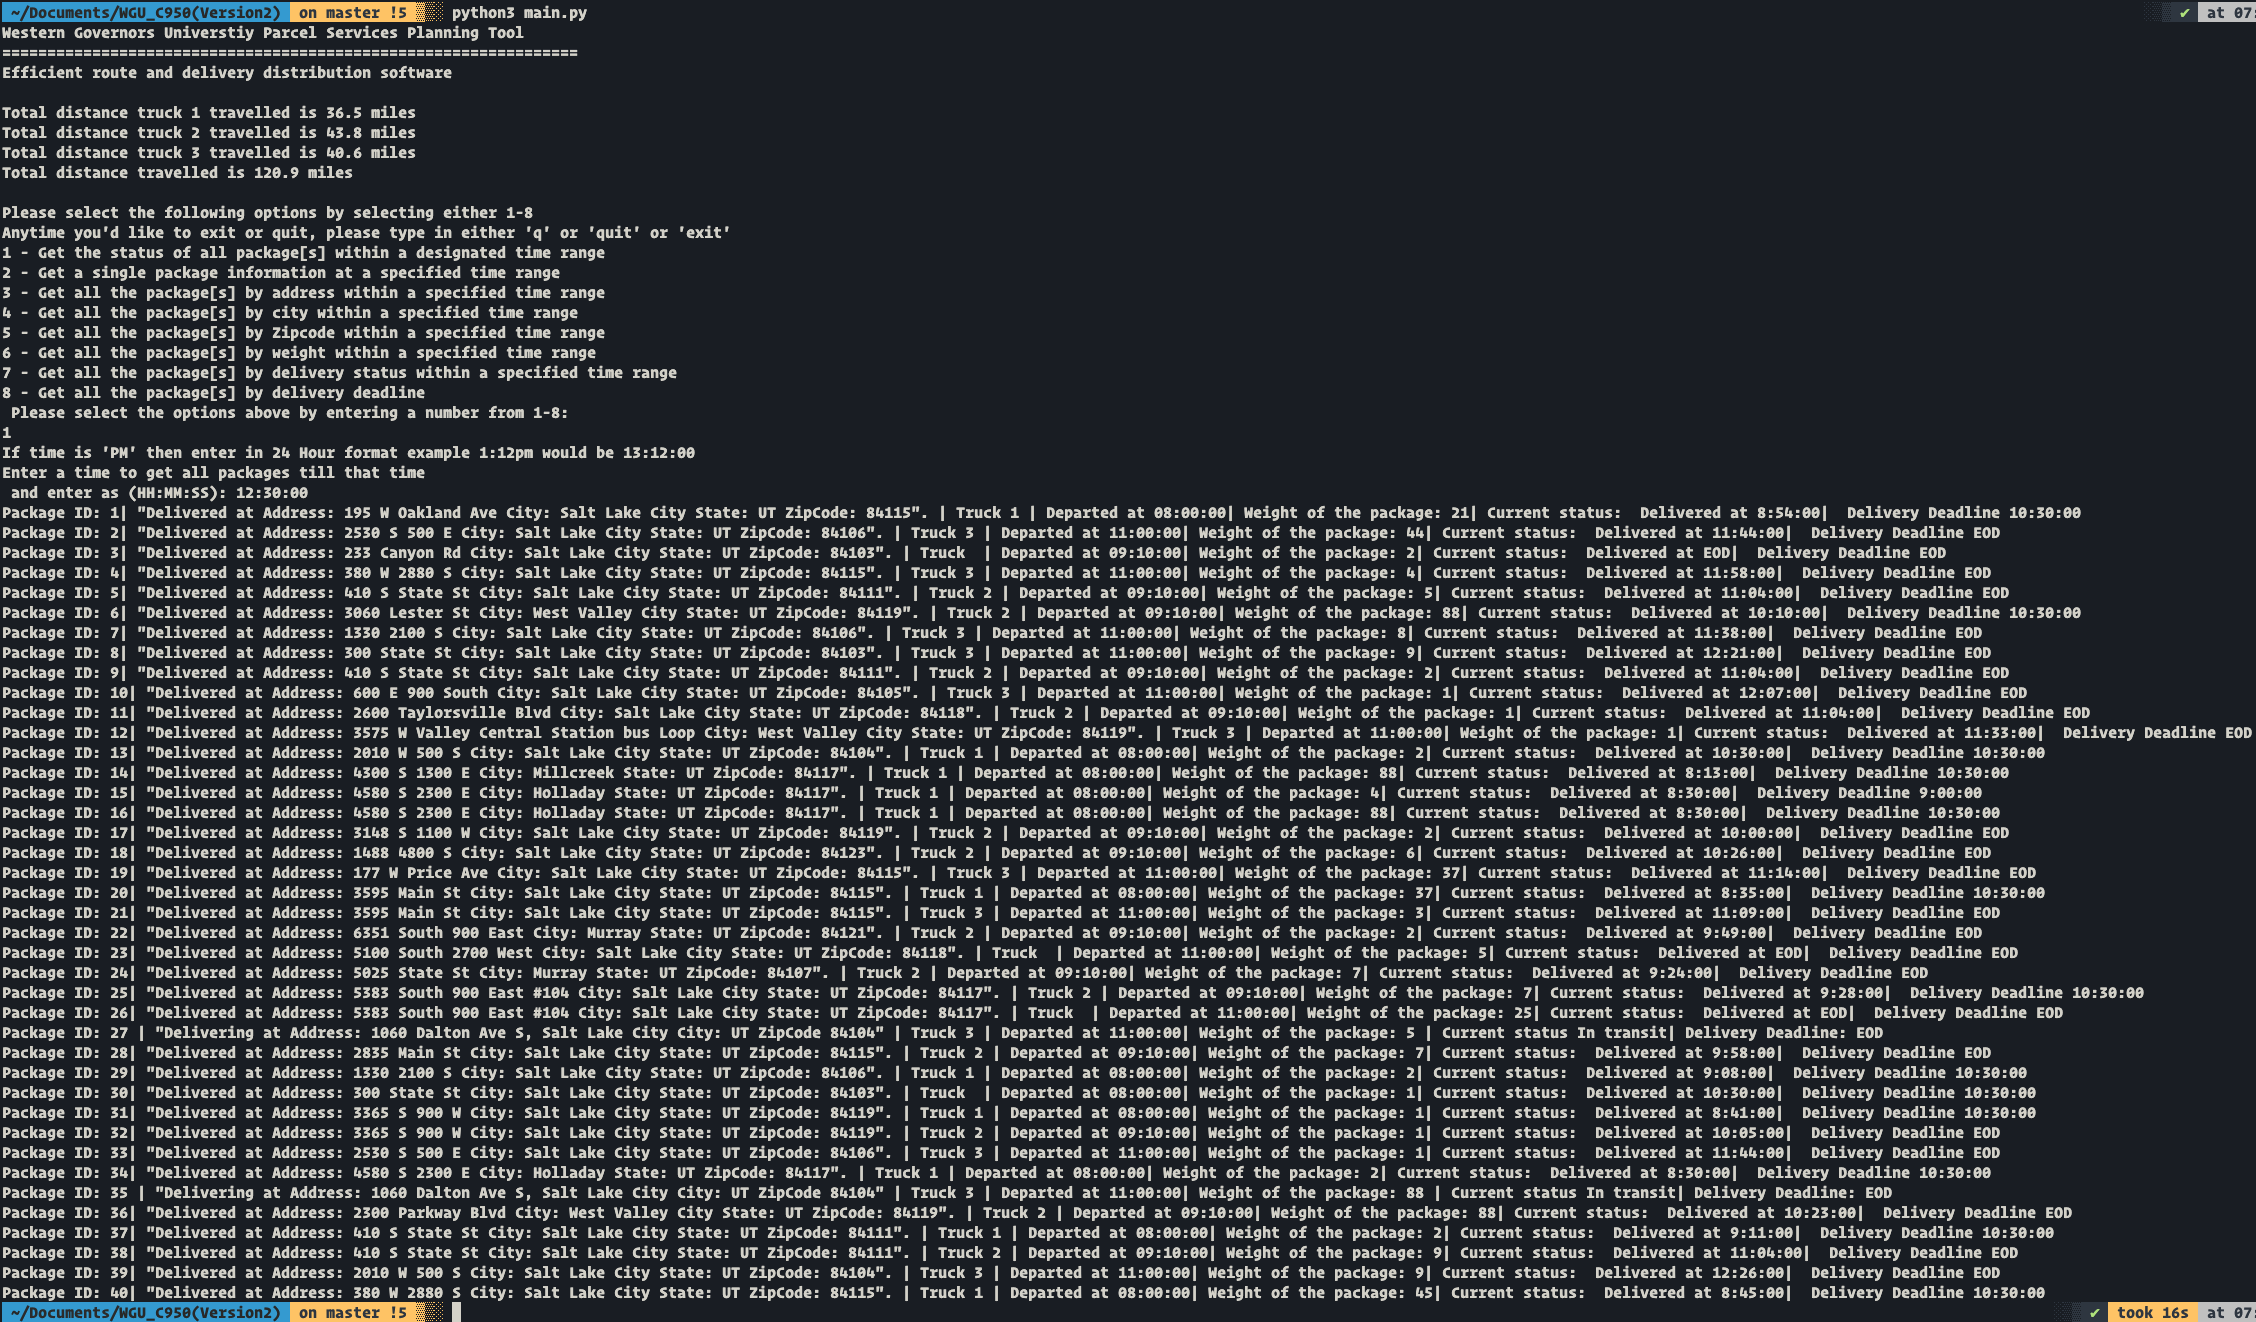 ~/Documents/WGU_C950(Version2) on master !5 python3 main.py ✔ at 07:
Western Governors Universtiy Parcel Services Planning Tool
================================================================
Efficient route and delivery distribution software
Total distance truck 1 travelled is 36.5 miles
Total distance truck 2 travelled is 43.8 miles
Total distance truck 3 travelled is 40.6 miles
Total distance travelled is 120.9 miles
Please select the following options by selecting either 1-8
Anytime you'd like to exit or quit, please type in either 'q' or 'quit' or 'exit'
1 - Get the status of all package[s] within a designated time range
2 - Get a single package information at a specified time range
3 - Get all the package[s] by address within a specified time range
4 - Get all the package[s] by city within a specified time range
5 - Get all the package[s] by Zipcode within a specified time range
6 - Get all the package[s] by weight within a specified time range
7 - Get all the package[s] by delivery status within a specified time range
8 - Get all the package[s] by delivery deadline
Please select the options above by entering a number from 1-8:
1
If time is 'PM' then enter in 24 Hour format example 1:12pm would be 13:12:00
Enter a time to get all packages till that time
and enter as (HH:MM:SS): 12:30:00
Package ID: 1| "Delivered at Address: 195 W Oakland Ave City: Salt Lake City State: UT ZipCode: 84115". | Truck 1 | Departed at 08:00:00| Weight of the package: 21| Current status:  Delivered at 8:54:00|  Delivery Deadline 10:30:00
Package ID: 2| "Delivered at Address: 2530 S 500 E City: Salt Lake City State: UT ZipCode: 84106". | Truck 3 | Departed at 11:00:00| Weight of the package: 44| Current status:  Delivered at 11:44:00|  Delivery Deadline EOD
Package ID: 3| "Delivered at Address: 233 Canyon Rd City: Salt Lake City State: UT ZipCode: 84103". | Truck  | Departed at 09:10:00| Weight of the package: 2| Current status:  Delivered at EOD|  Delivery Deadline EOD
Package ID: 4| "Delivered at Address: 380 W 2880 S City: Salt Lake City State: UT ZipCode: 84115". | Truck 3 | Departed at 11:00:00| Weight of the package: 4| Current status:  Delivered at 11:58:00|  Delivery Deadline EOD
Package ID: 5| "Delivered at Address: 410 S State St City: Salt Lake City State: UT ZipCode: 84111". | Truck 2 | Departed at 09:10:00| Weight of the package: 5| Current status:  Delivered at 11:04:00|  Delivery Deadline EOD
Package ID: 6| "Delivered at Address: 3060 Lester St City: West Valley City State: UT ZipCode: 84119". | Truck 2 | Departed at 09:10:00| Weight of the package: 88| Current status:  Delivered at 10:10:00|  Delivery Deadline 10:30:00
Package ID: 7| "Delivered at Address: 1330 2100 S City: Salt Lake City State: UT ZipCode: 84106". | Truck 3 | Departed at 11:00:00| Weight of the package: 8| Current status:  Delivered at 11:38:00|  Delivery Deadline EOD
Package ID: 8| "Delivered at Address: 300 State St City: Salt Lake City State: UT ZipCode: 84103". | Truck 3 | Departed at 11:00:00| Weight of the package: 9| Current status:  Delivered at 12:21:00|  Delivery Deadline EOD
Package ID: 9| "Delivered at Address: 410 S State St City: Salt Lake City State: UT ZipCode: 84111". | Truck 2 | Departed at 09:10:00| Weight of the package: 2| Current status:  Delivered at 11:04:00|  Delivery Deadline EOD
Package ID: 10| "Delivered at Address: 600 E 900 South City: Salt Lake City State: UT ZipCode: 84105". | Truck 3 | Departed at 11:00:00| Weight of the package: 1| Current status:  Delivered at 12:07:00|  Delivery Deadline EOD
Package ID: 11| "Delivered at Address: 2600 Taylorsville Blvd City: Salt Lake City State: UT ZipCode: 84118". | Truck 2 | Departed at 09:10:00| Weight of the package: 1| Current status:  Delivered at 11:04:00|  Delivery Deadline EOD
Package ID: 12| "Delivered at Address: 3575 W Valley Central Station bus Loop City: West Valley City State: UT ZipCode: 84119". | Truck 3 | Departed at 11:00:00| Weight of the package: 1| Current status:  Delivered at 11:33:00|  Delivery Deadline EOD
Package ID: 13| "Delivered at Address: 2010 W 500 S City: Salt Lake City State: UT ZipCode: 84104". | Truck 1 | Departed at 08:00:00| Weight of the package: 2| Current status:  Delivered at 10:30:00|  Delivery Deadline 10:30:00
Package ID: 14| "Delivered at Address: 4300 S 1300 E City: Millcreek State: UT ZipCode: 84117". | Truck 1 | Departed at 08:00:00| Weight of the package: 88| Current status:  Delivered at 8:13:00|  Delivery Deadline 10:30:00
Package ID: 15| "Delivered at Address: 4580 S 2300 E City: Holladay State: UT ZipCode: 84117". | Truck 1 | Departed at 08:00:00| Weight of the package: 4| Current status:  Delivered at 8:30:00|  Delivery Deadline 9:00:00
Package ID: 16| "Delivered at Address: 4580 S 2300 E City: Holladay State: UT ZipCode: 84117". | Truck 1 | Departed at 08:00:00| Weight of the package: 88| Current status:  Delivered at 8:30:00|  Delivery Deadline 10:30:00
Package ID: 17| "Delivered at Address: 3148 S 1100 W City: Salt Lake City State: UT ZipCode: 84119". | Truck 2 | Departed at 09:10:00| Weight of the package: 2| Current status:  Delivered at 10:00:00|  Delivery Deadline EOD
Package ID: 18| "Delivered at Address: 1488 4800 S City: Salt Lake City State: UT ZipCode: 84123". | Truck 2 | Departed at 09:10:00| Weight of the package: 6| Current status:  Delivered at 10:26:00|  Delivery Deadline EOD
Package ID: 19| "Delivered at Address: 177 W Price Ave City: Salt Lake City State: UT ZipCode: 84115". | Truck 3 | Departed at 11:00:00| Weight of the package: 37| Current status:  Delivered at 11:14:00|  Delivery Deadline EOD
Package ID: 20| "Delivered at Address: 3595 Main St City: Salt Lake City State: UT ZipCode: 84115". | Truck 1 | Departed at 08:00:00| Weight of the package: 37| Current status:  Delivered at 8:35:00|  Delivery Deadline 10:30:00
Package ID: 21| "Delivered at Address: 3595 Main St City: Salt Lake City State: UT ZipCode: 84115". | Truck 3 | Departed at 11:00:00| Weight of the package: 3| Current status:  Delivered at 11:09:00|  Delivery Deadline EOD
Package ID: 22| "Delivered at Address: 6351 South 900 East City: Murray State: UT ZipCode: 84121". | Truck 2 | Departed at 09:10:00| Weight of the package: 2| Current status:  Delivered at 9:49:00|  Delivery Deadline EOD
Package ID: 23| "Delivered at Address: 5100 South 2700 West City: Salt Lake City State: UT ZipCode: 84118". | Truck  | Departed at 11:00:00| Weight of the package: 5| Current status:  Delivered at EOD|  Delivery Deadline EOD
Package ID: 24| "Delivered at Address: 5025 State St City: Murray State: UT ZipCode: 84107". | Truck 2 | Departed at 09:10:00| Weight of the package: 7| Current status:  Delivered at 9:24:00|  Delivery Deadline EOD
Package ID: 25| "Delivered at Address: 5383 South 900 East #104 City: Salt Lake City State: UT ZipCode: 84117". | Truck 2 | Departed at 09:10:00| Weight of the package: 7| Current status:  Delivered at 9:28:00|  Delivery Deadline 10:30:00
Package ID: 26| "Delivered at Address: 5383 South 900 East #104 City: Salt Lake City State: UT ZipCode: 84117". | Truck  | Departed at 11:00:00| Weight of the package: 25| Current status:  Delivered at EOD|  Delivery Deadline EOD
Package ID: 27 | "Delivering at Address: 1060 Dalton Ave S, Salt Lake City City: UT ZipCode 84104" | Truck 3 | Departed at 11:00:00| Weight of the package: 5 | Current status In transit| Delivery Deadline: EOD
Package ID: 28| "Delivered at Address: 2835 Main St City: Salt Lake City State: UT ZipCode: 84115". | Truck 2 | Departed at 09:10:00| Weight of the package: 7| Current status:  Delivered at 9:58:00|  Delivery Deadline EOD
Package ID: 29| "Delivered at Address: 1330 2100 S City: Salt Lake City State: UT ZipCode: 84106". | Truck 1 | Departed at 08:00:00| Weight of the package: 2| Current status:  Delivered at 9:08:00|  Delivery Deadline 10:30:00
Package ID: 30| "Delivered at Address: 300 State St City: Salt Lake City State: UT ZipCode: 84103". | Truck  | Departed at 08:00:00| Weight of the package: 1| Current status:  Delivered at 10:30:00|  Delivery Deadline 10:30:00
Package ID: 31| "Delivered at Address: 3365 S 900 W City: Salt Lake City State: UT ZipCode: 84119". | Truck 1 | Departed at 08:00:00| Weight of the package: 1| Current status:  Delivered at 8:41:00|  Delivery Deadline 10:30:00
Package ID: 32| "Delivered at Address: 3365 S 900 W City: Salt Lake City State: UT ZipCode: 84119". | Truck 2 | Departed at 09:10:00| Weight of the package: 1| Current status:  Delivered at 10:05:00|  Delivery Deadline EOD
Package ID: 33| "Delivered at Address: 2530 S 500 E City: Salt Lake City State: UT ZipCode: 84106". | Truck 3 | Departed at 11:00:00| Weight of the package: 1| Current status:  Delivered at 11:44:00|  Delivery Deadline EOD
Package ID: 34| "Delivered at Address: 4580 S 2300 E City: Holladay State: UT ZipCode: 84117". | Truck 1 | Departed at 08:00:00| Weight of the package: 2| Current status:  Delivered at 8:30:00|  Delivery Deadline 10:30:00
Package ID: 35 | "Delivering at Address: 1060 Dalton Ave S, Salt Lake City City: UT ZipCode 84104" | Truck 3 | Departed at 11:00:00| Weight of the package: 88 | Current status In transit| Delivery Deadline: EOD
Package ID: 36| "Delivered at Address: 2300 Parkway Blvd City: West Valley City State: UT ZipCode: 84119". | Truck 2 | Departed at 09:10:00| Weight of the package: 88| Current status:  Delivered at 10:23:00|  Delivery Deadline EOD
Package ID: 37| "Delivered at Address: 410 S State St City: Salt Lake City State: UT ZipCode: 84111". | Truck 1 | Departed at 08:00:00| Weight of the package: 2| Current status:  Delivered at 9:11:00|  Delivery Deadline 10:30:00
Package ID: 38| "Delivered at Address: 410 S State St City: Salt Lake City State: UT ZipCode: 84111". | Truck 2 | Departed at 09:10:00| Weight of the package: 9| Current status:  Delivered at 11:04:00|  Delivery Deadline EOD
Package ID: 39| "Delivered at Address: 2010 W 500 S City: Salt Lake City State: UT ZipCode: 84104". | Truck 3 | Departed at 11:00:00| Weight of the package: 9| Current status:  Delivered at 12:26:00|  Delivery Deadline EOD
Package ID: 40| "Delivered at Address: 380 W 2880 S City: Salt Lake City State: UT ZipCode: 84115". | Truck 1 | Departed at 08:00:00| Weight of the package: 45| Current status:  Delivered at 8:45:00|  Delivery Deadline 10:30:00
~/Documents/WGU_C950(Version2) on master !5 ✔ took 16s at 07: